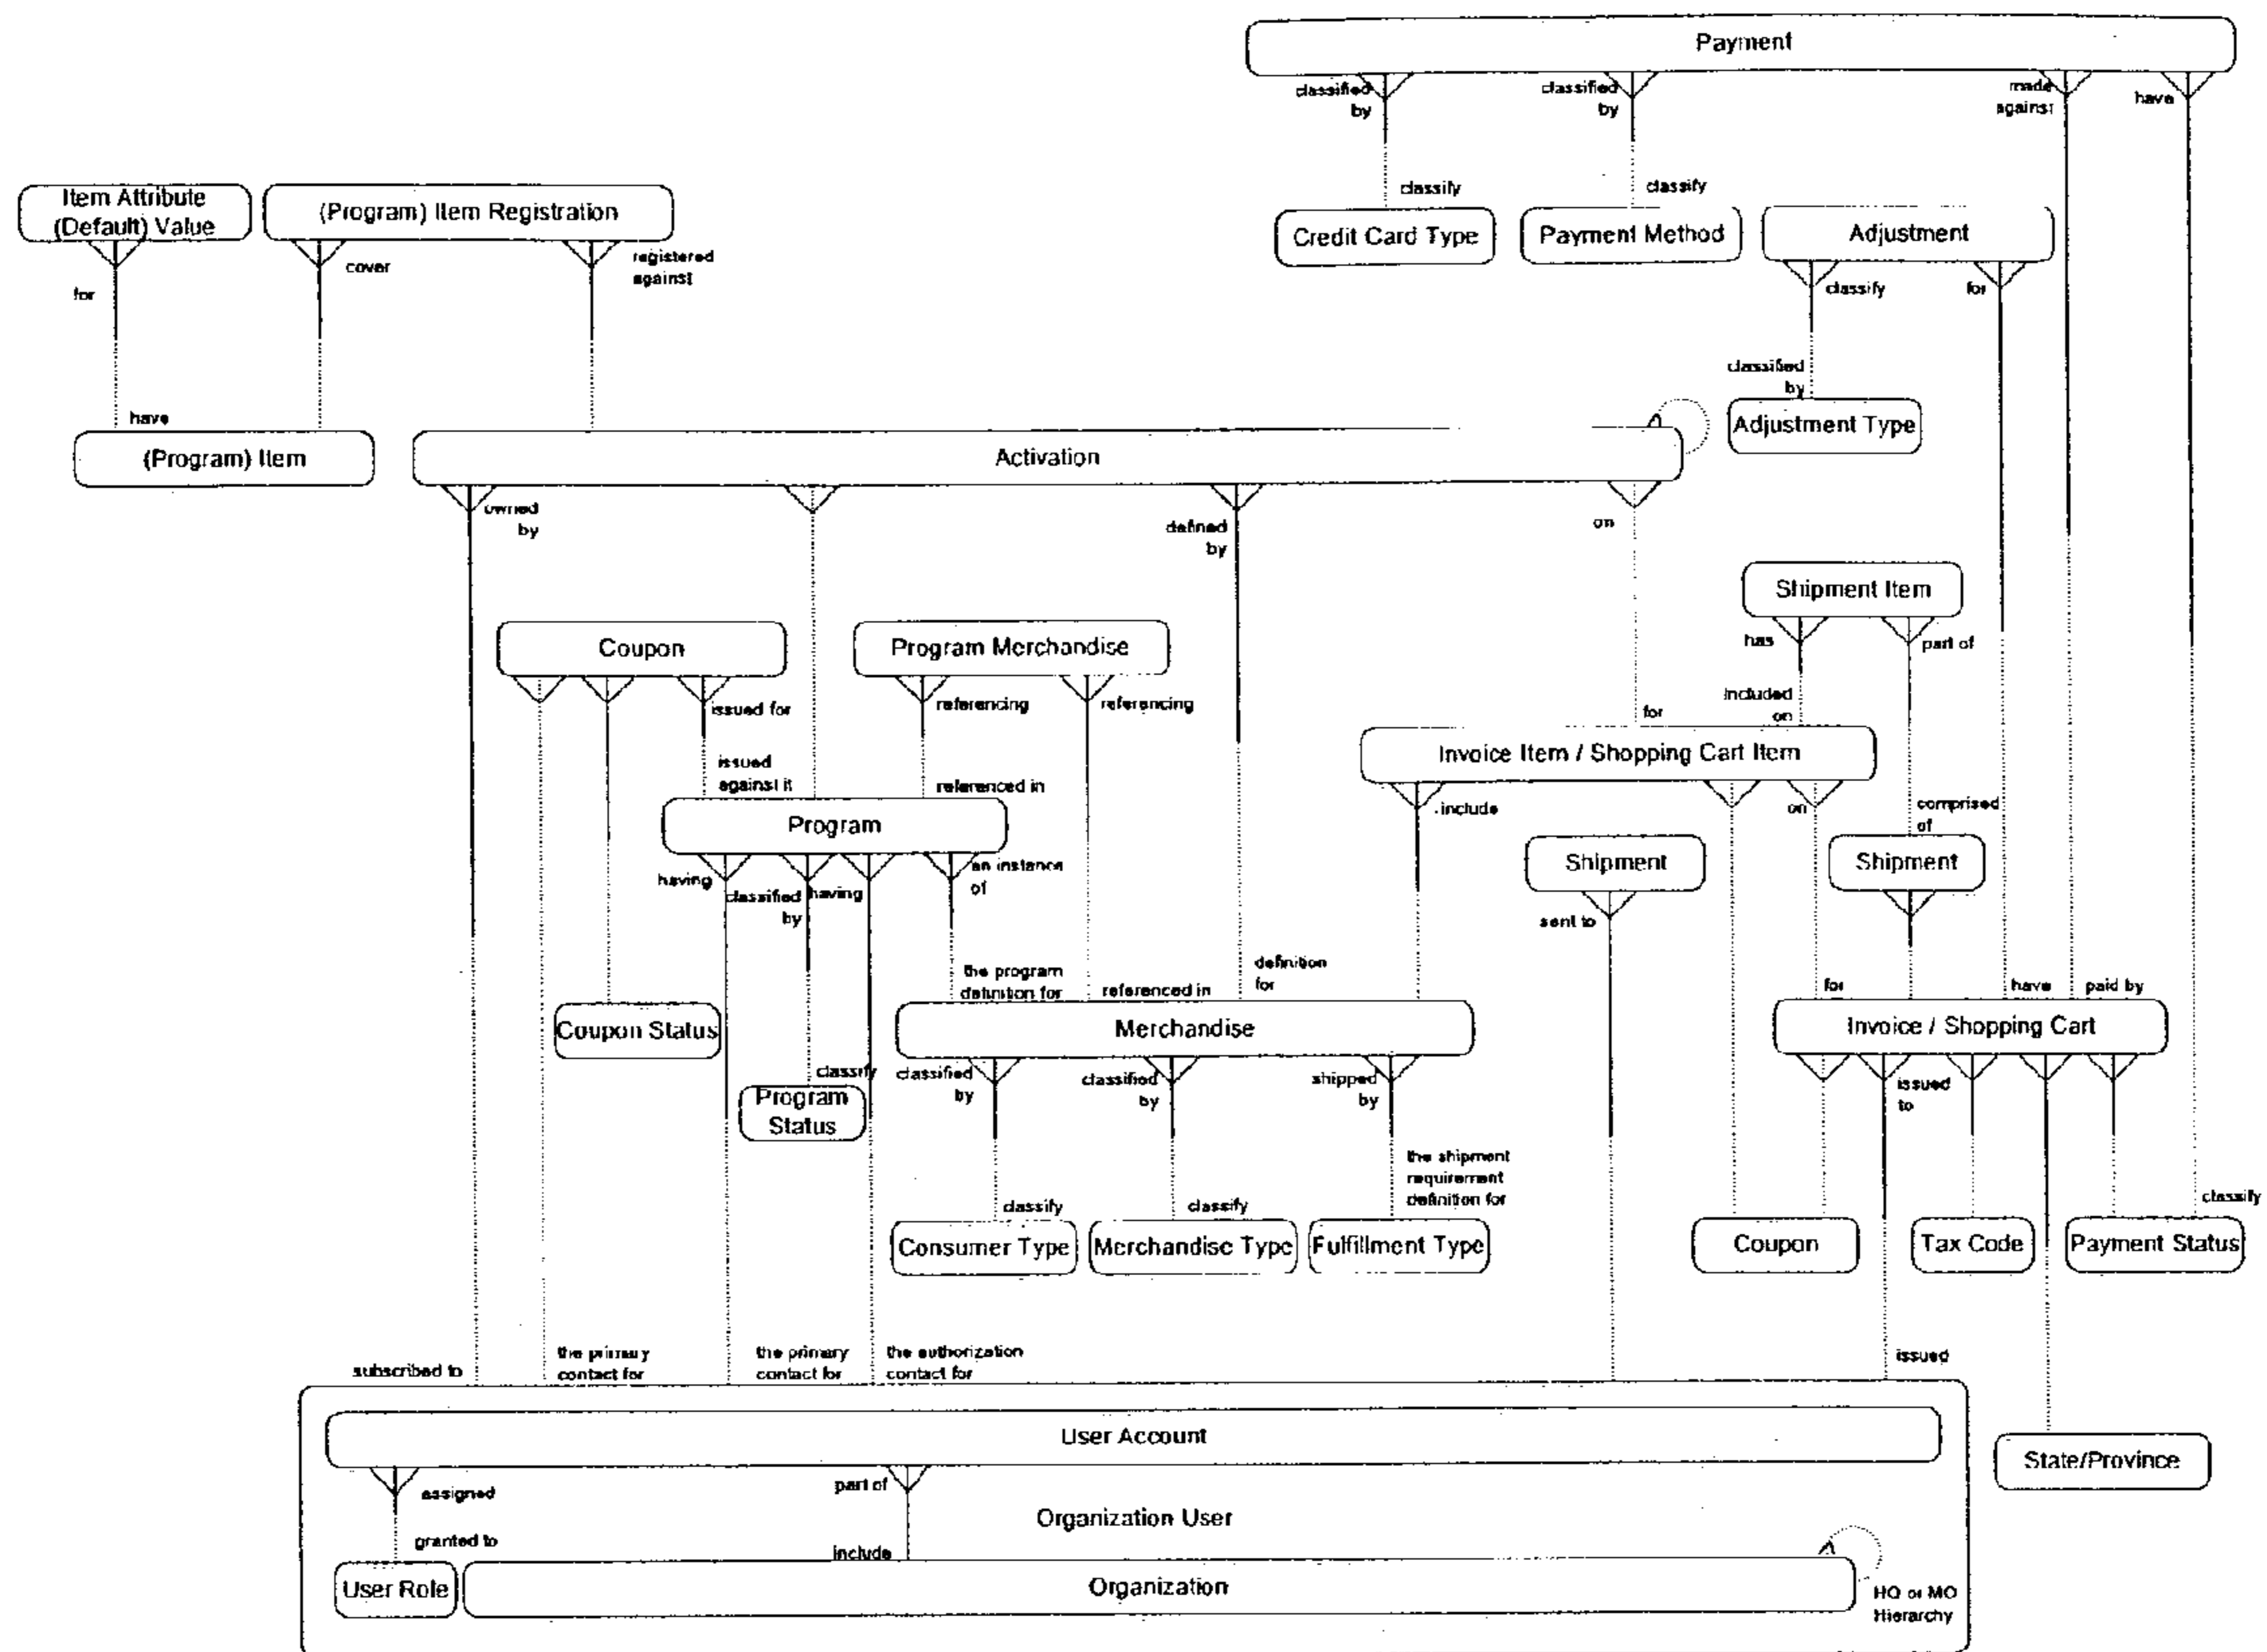 Payment
classified
by
classified
by
made
against
have
classify
classify
Credit Card Type
Payment Method
Adjustment
Item Attribute
(Default) Value
(Program) Item Registration
for
cover
registered
against
classify
for
classified
by
Adjustment Type
have
(Program) Item
Activation
owned
by
defined
by
on
Shipment Item
has
part of
Coupon
Program Merchandise
issued for
referencing
referencing
included
on
for
Invoice Item / Shopping Cart Item
issued
against it
referenced in
include
on
comprised
of
Program
Shipment
Shipment
having
classified
by
having
an instance
of
sent to
the program
definition for
referenced in
definition
for
for
have
paid by
Coupon Status
Merchandise
Invoice / Shopping Cart
classify
Program
Status
classified
by
classified
by
shipped
by
issued
to
the shipment
requirement
definition for
classify
classify
classify
Consumer Type
Merchandise Type
Fulfillment Type
Coupon
Tax Code
Payment Status
subscribed to
the primary
contact for
the primary
contact for
the authorization
contact for
issued
User Account
State/Province
assigned
part of
Organization User
granted to
include
User Role
Organization
HQ or MO
Hierarchy